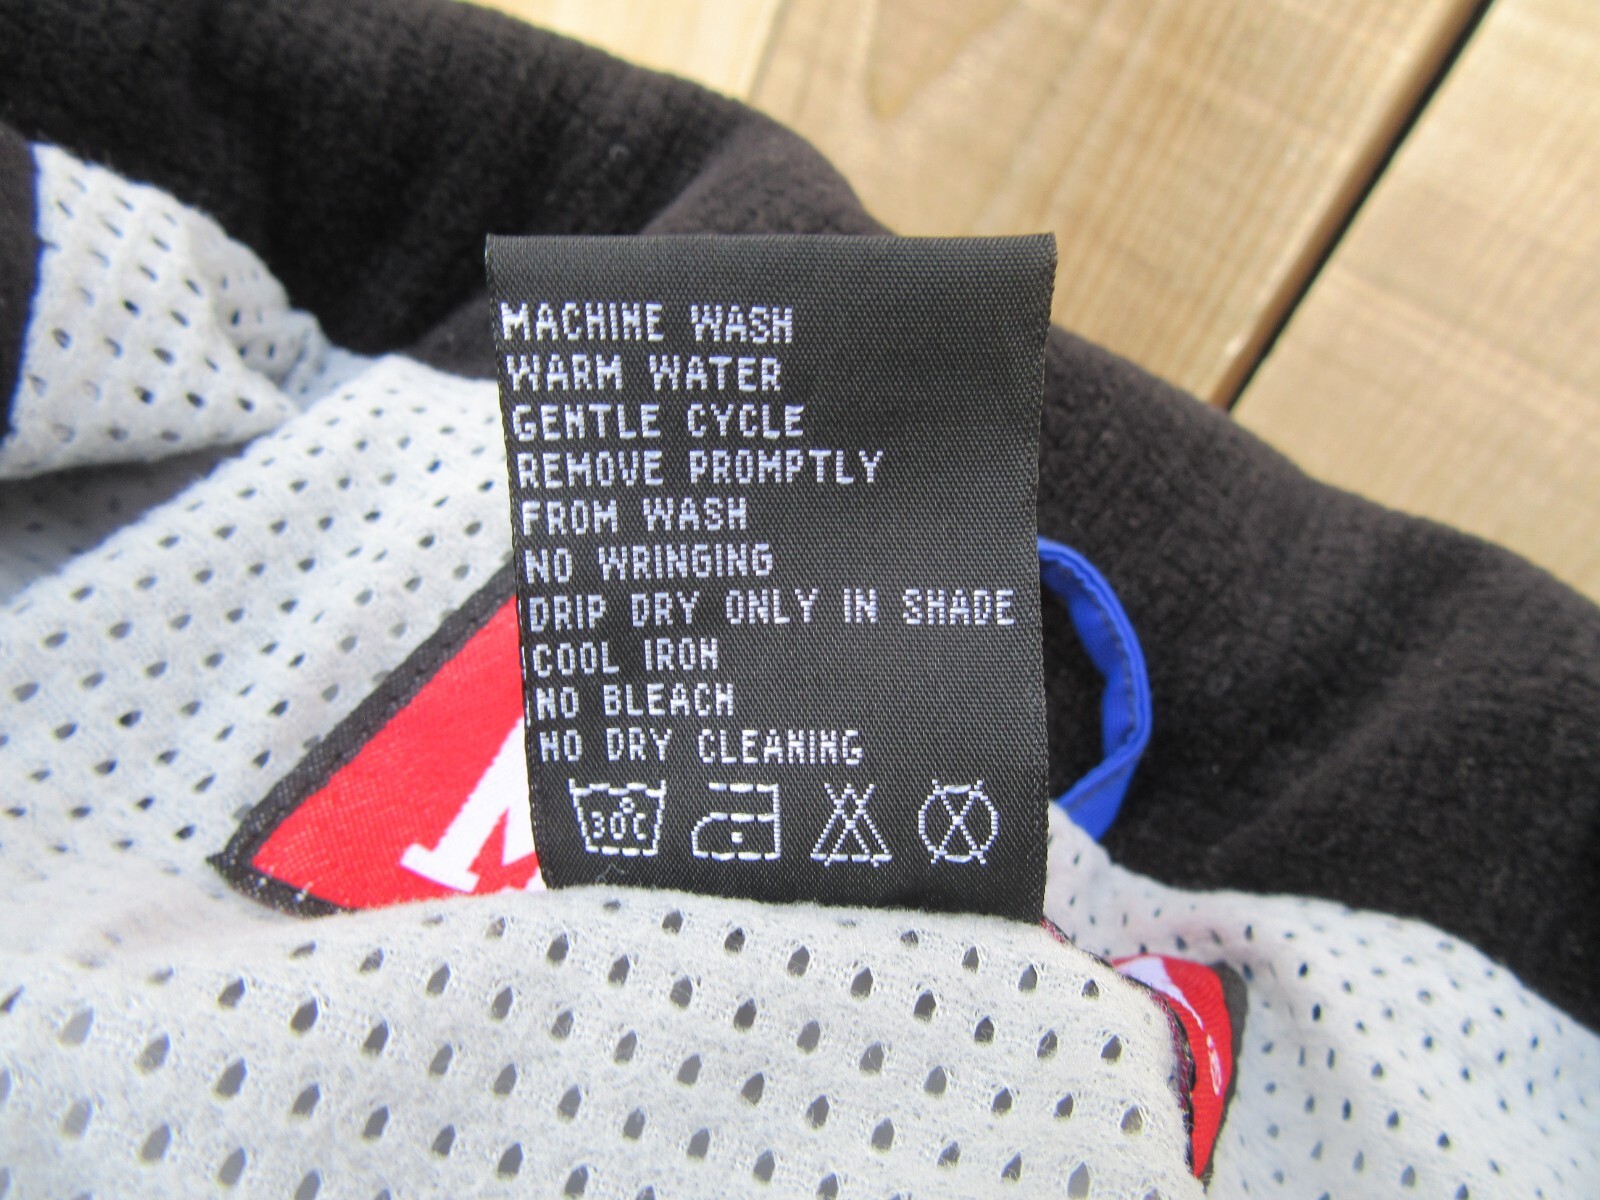 MACHINE WASH
WARM WATER
GENTLE CYCLE
REMOVE PROMPTLY
FROM WASH
NO WRINGING
DRIP DRY ONLY IN SHADE
COOL IRON
NO BLEACH
NO DRY CLEANING
30°C
M